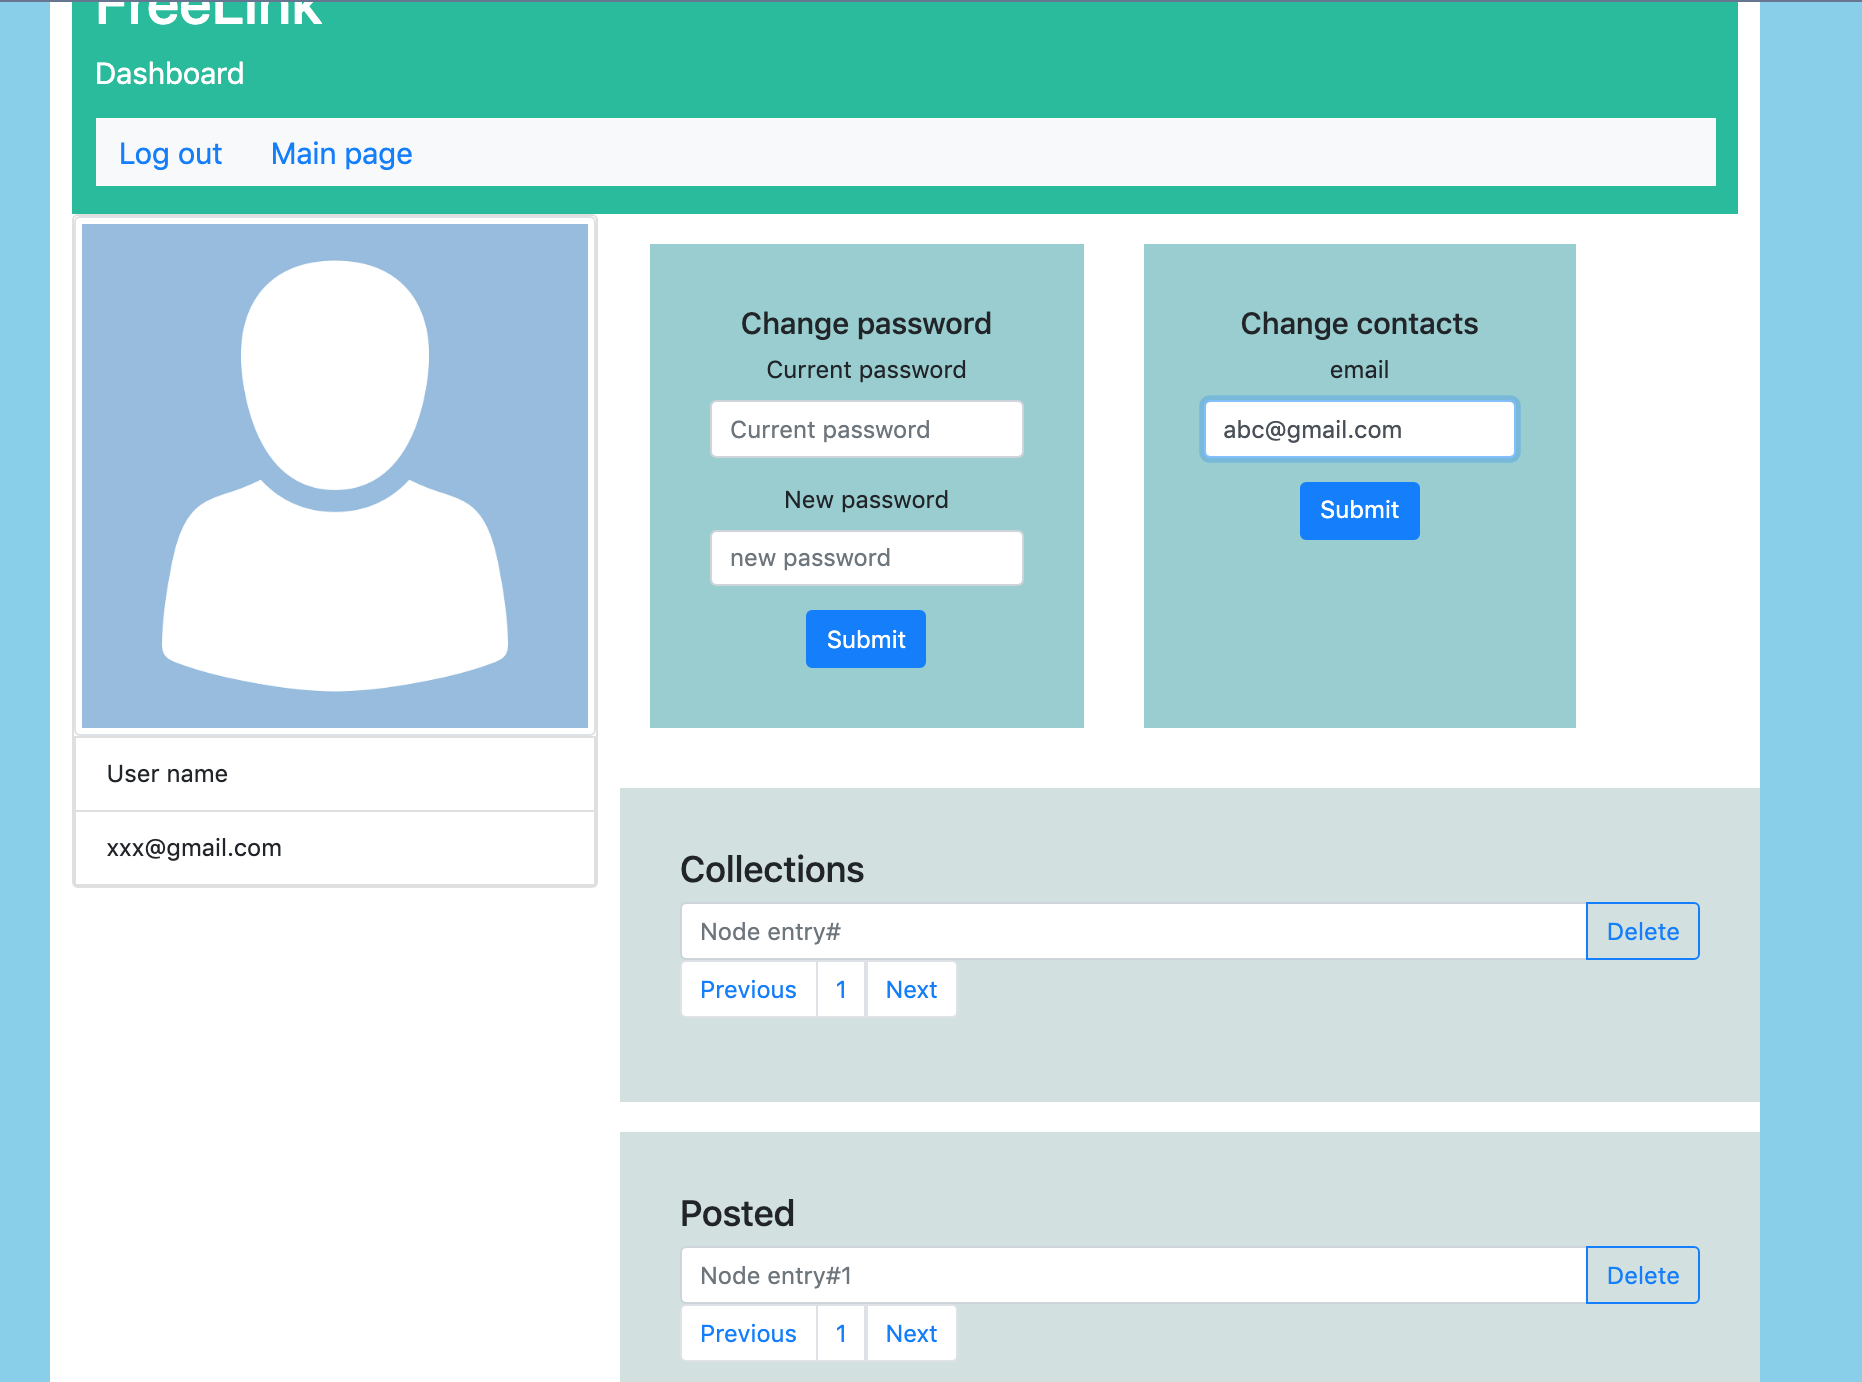 FreeLink
Dashboard
Log out Main page
User name
xxx@gmail.com
Change password
Current password
Current password
New password
new password
Submit
Change contacts
email
abc@gmail.com
Submit
Collections
Node entry# Delete
Previous 1 Next
Posted
Node entry#1 Delete
Previous 1 Next